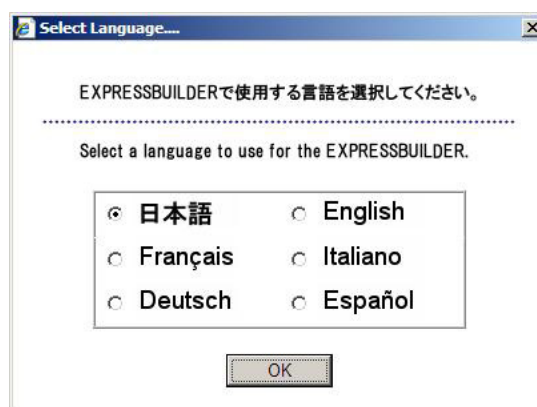 Select Language....
EXPRESSBUILDERで使用する言語を選択してください。
Select a language to use for the EXPRESSBUILDER.
日本語 English
Français Italiano
Deutsch Español
OK